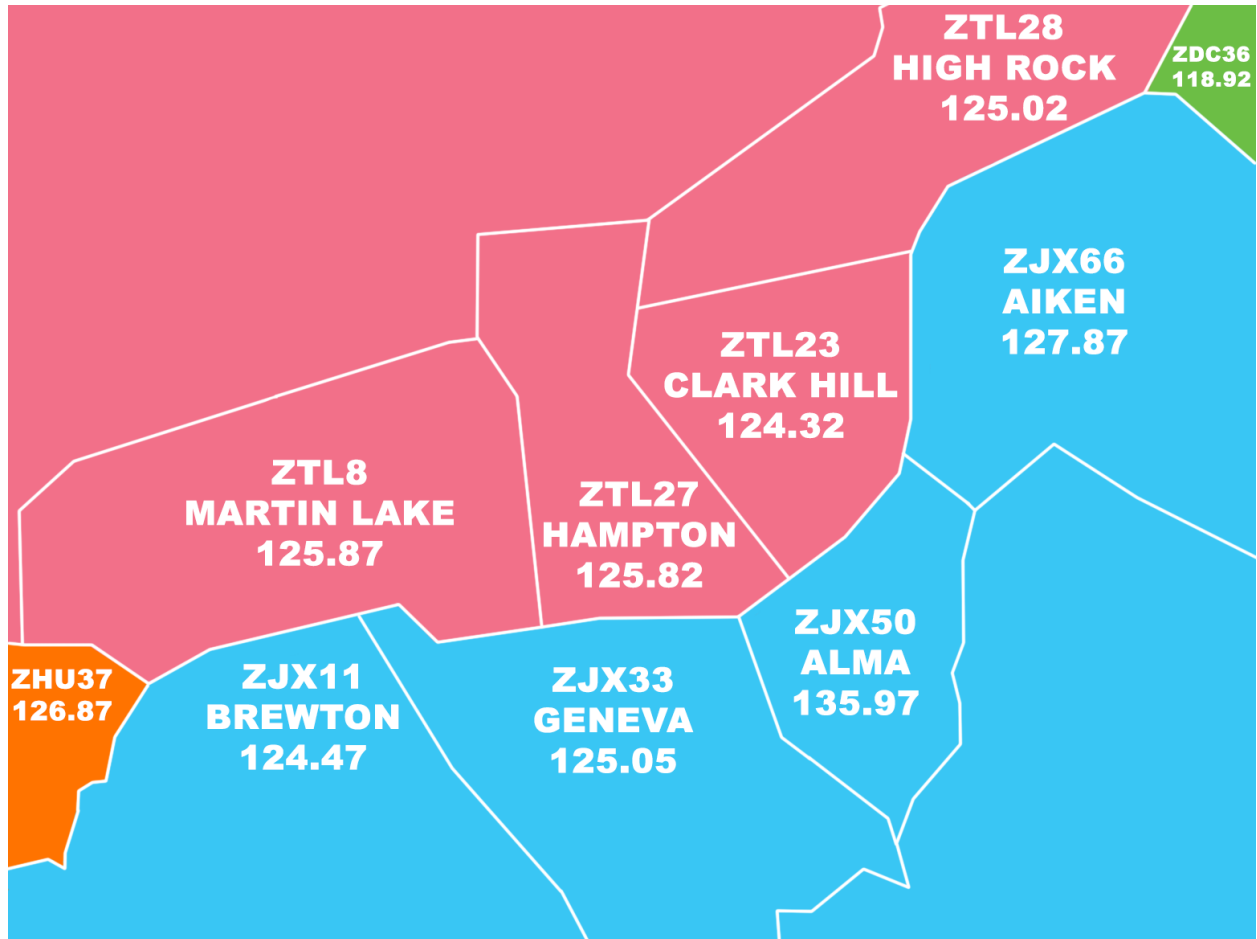 ZTL28
HIGH ROCK
125.02
ZDC36
118.92
ZJX66
AIKEN
127.87
ZTL23
CLARK HILL
124.32
ZTL8
MARTIN LAKE
125.87
ZTL27
HAMPTON
125.82
ZHU37
126.87
ZJX11
BREWTON
124.47
ZJX33
GENEVA
125.05
ZJX50
ALMA
135.97